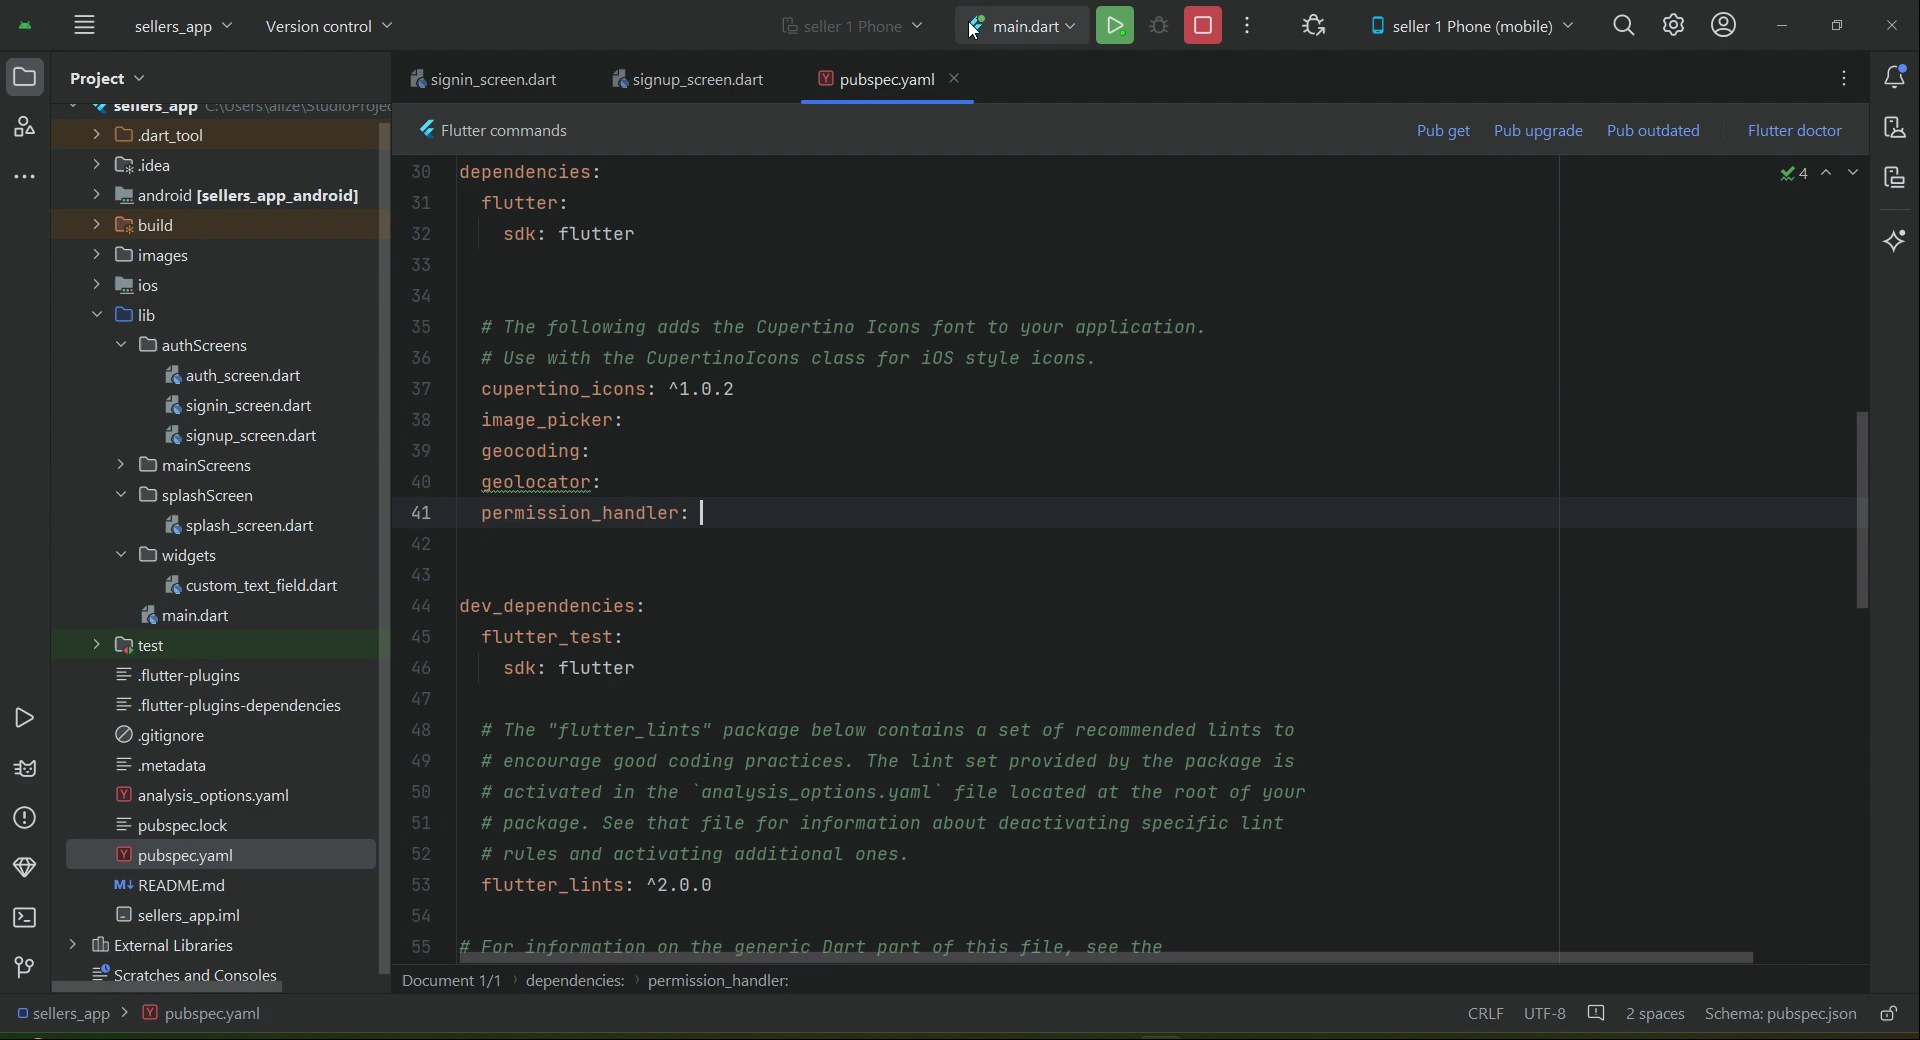 sellers_app
Version control
seller 1 Phone
main.dart
seller 1 Phone (mobile)
Project
signin_screen.dart
signup_screen.dart
pubspec.yaml
sellers_app C:\Users\alize\StudioProjec
.dart_tool
.idea
android [sellers_app_android]
build
images
ios
lib
authScreens
auth_screen.dart
signin_screen.dart
signup_screen.dart
mainScreens
splashScreen
splash_screen.dart
widgets
custom_text_field.dart
main.dart
test
.flutter-plugins
.flutter-plugins-dependencies
.gitignore
.metadata
analysis_options.yaml
pubspec.lock
pubspec.yaml
README.md
sellers_app.iml
External Libraries
Scratches and Consoles
Flutter commands
Pub get
Pub upgrade
Pub outdated
Flutter doctor
4
30 dependencies:
31 flutter:
32 sdk: flutter
33
34
35 # The following adds the Cupertino Icons font to your application.
36 # Use with the CupertinoIcons class for iOS style icons.
37 cupertino_icons: ^1.0.2
38 image_picker:
39 geocoding:
40 geolocator:
41 permission_handler:
42
43
44 dev_dependencies:
45 flutter_test:
46 sdk: flutter
47
48 # The "flutter_lints" package below contains a set of recommended lints to
49 # encourage good coding practices. The lint set provided by the package is
50 # activated in the `analysis_options.yaml` file located at the root of your
51 # package. See that file for information about deactivating specific lint
52 # rules and activating additional ones.
53 flutter_lints: ^2.0.0
54
55 # For information on the generic Dart part of this file, see the
Document 1/1 › dependencies: › permission_handler:
sellers_app > pubspec.yaml
CRLF
UTF-8
2 spaces
Schema: pubspec.json